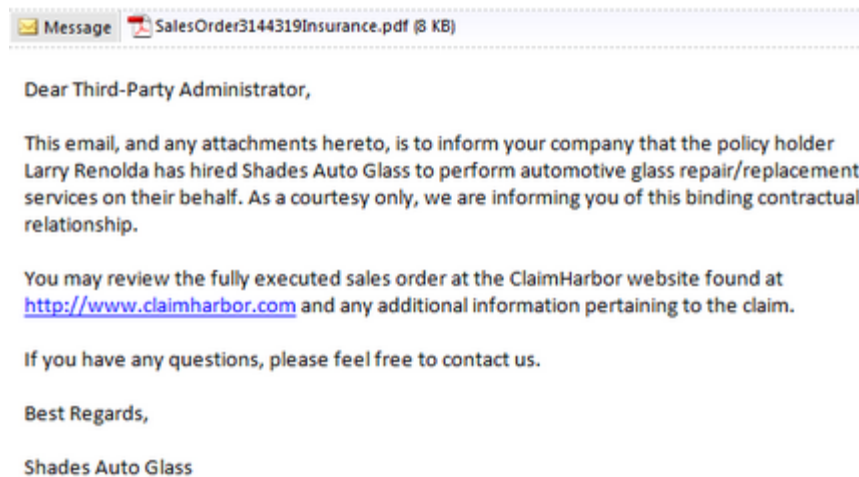 Message SalesOrder3144319Insurance.pdf (8 KB)
Dear Third-Party Administrator,
This email, and any attachments hereto, is to inform your company that the policy holder
Larry Renolda has hired Shades Auto Glass to perform automotive glass repair/replacement
services on their behalf. As a courtesy only, we are informing you of this binding contractual
relationship.
You may review the fully executed sales order at the ClaimHarbor website found at
http://www.claimharbor.com and any additional information pertaining to the claim.
If you have any questions, please feel free to contact us.
Best Regards,
Shades Auto Glass